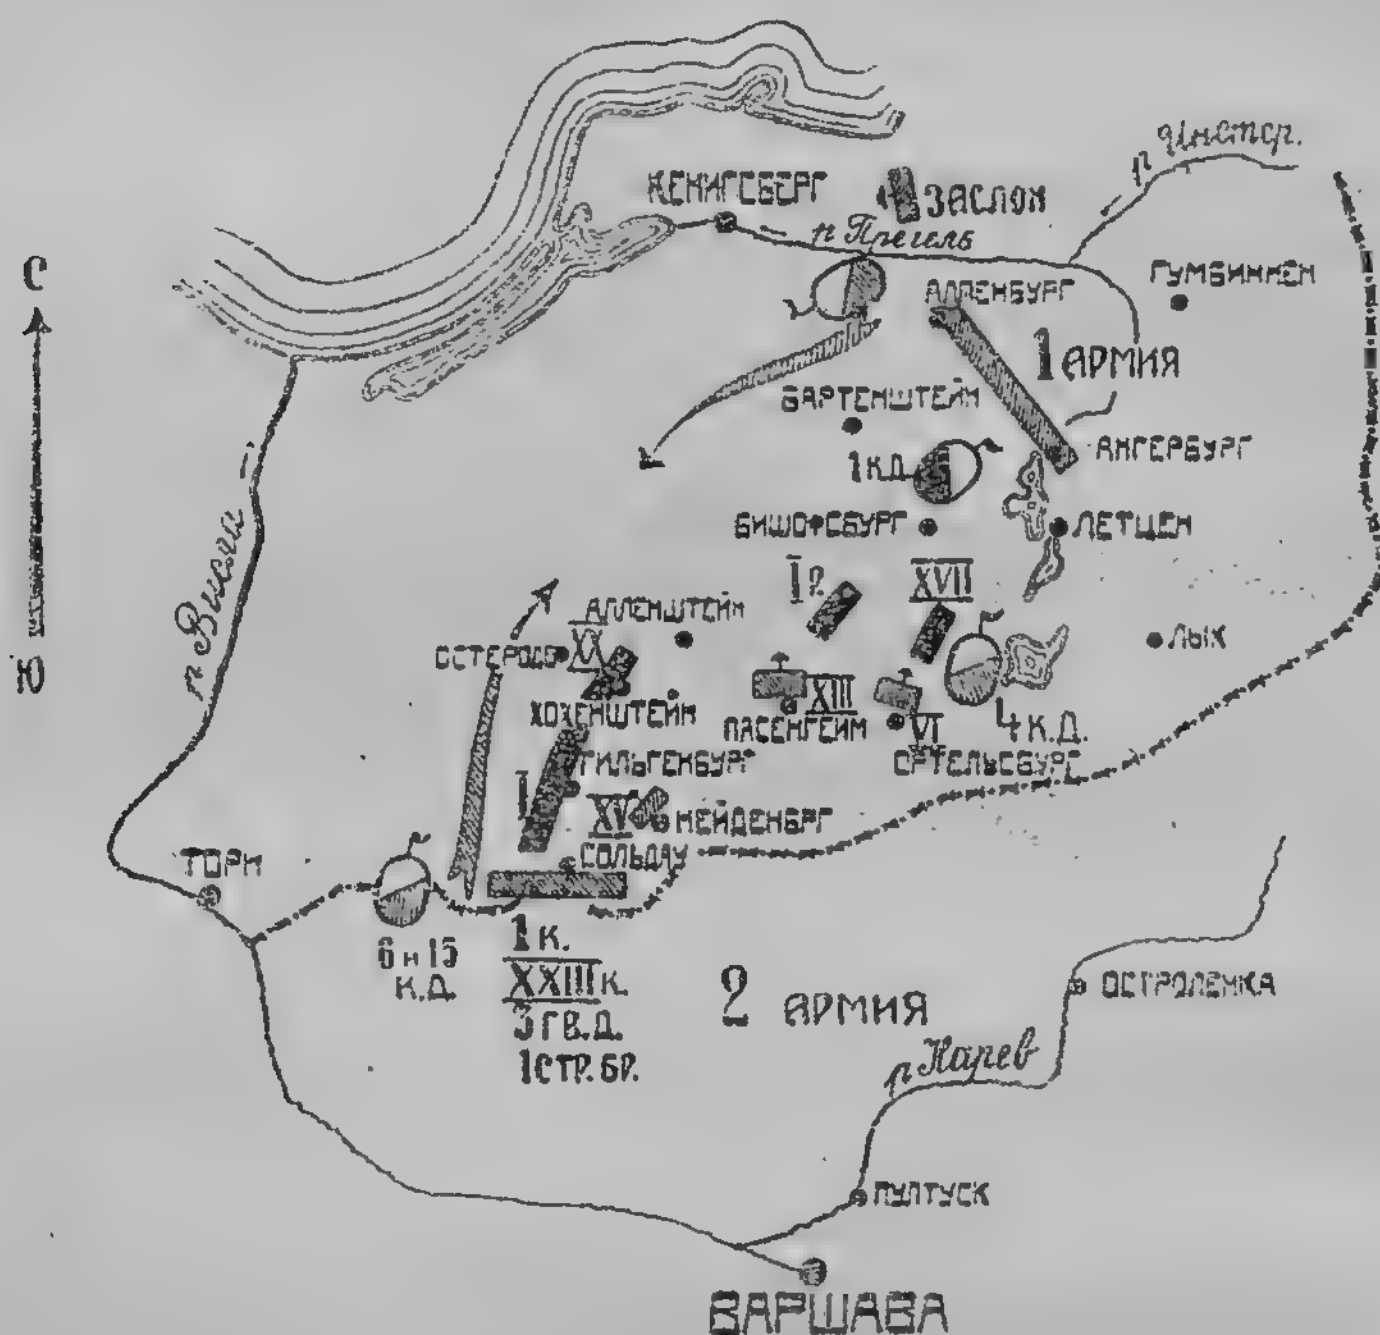 С
Ю
КЕНИГСБЕРГ
ЗАСЛОН
р Прегель
ГУМБИННЕН
АЛЛЕНБУРГ
1 АРМИЯ
БАРТЕНШТЕЙН
1 К.Д.
АНГЕРБУРГ
БИШОФСБУРГ
ЛЕТЦЕН
I р.
XVII
р Висла
АЛЛЕНШТЕЙН
ОСТЕРОДЕ
XX
ЛЫК
ХОХЕНШТЕЙН
XIII
ПАСЕНГЕЙМ
VI
4 К.Д.
ОРТЕЛЬСБУРГ
ГИЛЬГЕНБУРГ
I
XV
НЕЙДЕНБРГ
СОЛЬДАУ
ТОРН
6 и 15
К.Д.
1 К.
XXIII К.
3 ГВ.Д.
1 СТР. БР.
2 АРМИЯ
ОСТРОЛЕНКА
р Нарев
ПУЛТУСК
ВАРШАВА